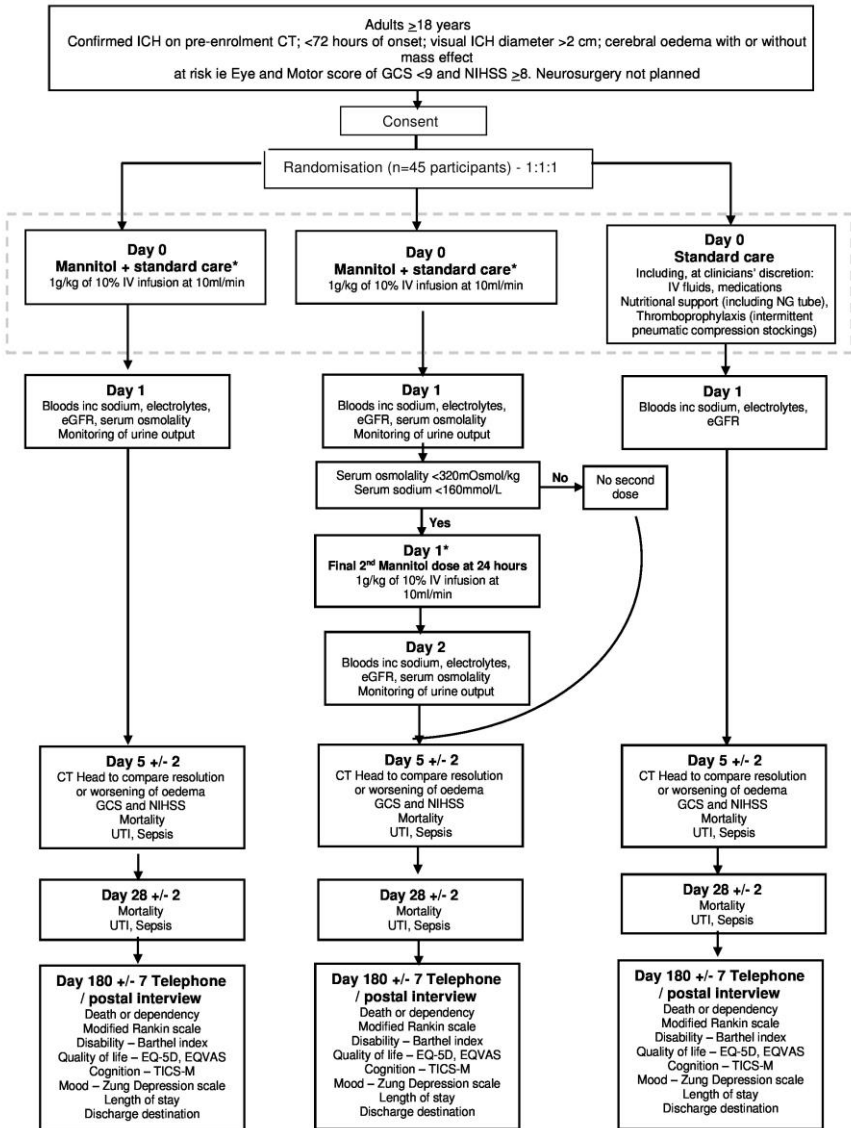 Adults >18 years
Confirmed ICH on pre-enrolment CT; <72 hours of onset; visual ICH diameter >2 cm; cerebral oedema with or without
mass effect
at risk ie Eye and Motor score of GCS <9 and NIHSS >8. Neurosurgery not planned
Consent
Randomisation (n=45 participants) - 1:1:1
Day 0
Mannitol + standard care*
1g/kg of 10% IV infusion at 10ml/min
Day 0
Mannitol + standard care*
1g/kg of 10% IV infusion at 10ml/min
Day 0
Standard care
Including, at clinicians' discretion:
IV fluids, medications
Nutritional support (including NG tube),
Thromboprophylaxis (intermittent
pneumatic compression stockings)
Day 1
Bloods inc sodium, electrolytes,
eGFR, serum osmolality
Monitoring of urine output
Day 1
Bloods inc sodium, electrolytes,
eGFR, serum osmolality
Monitoring of urine output
Day 1
Bloods inc sodium, electrolytes,
eGFR
Serum osmolality <320mOsmol/kg
Serum sodium <160mmol/L
No
No second
dose
Yes
Day 1*
Final 2nd Mannitol dose at 24 hours
1g/kg of 10% IV infusion at
10ml/min
Day 2
Bloods inc sodium, electrolytes,
eGFR, serum osmolality
Monitoring of urine output
Day 5 +/- 2
CT Head to compare resolution
or worsening of oedema
GCS and NIHSS
Mortality
UTI, Sepsis
Day 5 +/- 2
CT Head to compare resolution
or worsening of oedema
GCS and NIHSS
Mortality
UTI, Sepsis
Day 5 +/- 2
CT Head to compare resolution
or worsening of oedema
GCS and NIHSS
Mortality
UTI, Sepsis
Day 28 +/- 2
Mortality
UTI, Sepsis
Day 28 +/- 2
Mortality
UTI, Sepsis
Day 28 +/- 2
Mortality
UTI, Sepsis
Day 180 +/- 7 Telephone
/ postal interview
Death or dependency
Modified Rankin scale
Disability – Barthel index
Quality of life – EQ-5D, EQVAS
Cognition – TICS-M
Mood – Zung Depression scale
Length of stay
Discharge destination
Day 180 +/- 7 Telephone
/ postal interview
Death or dependency
Modified Rankin scale
Disability – Barthel index
Quality of life – EQ-5D, EQVAS
Cognition – TICS-M
Mood – Zung Depression scale
Length of stay
Discharge destination
Day 180 +/- 7 Telephone
/ postal interview
Death or dependency
Modified Rankin scale
Disability – Barthel index
Quality of life – EQ-5D, EQVAS
Cognition – TICS-M
Mood – Zung Depression scale
Length of stay
Discharge destination